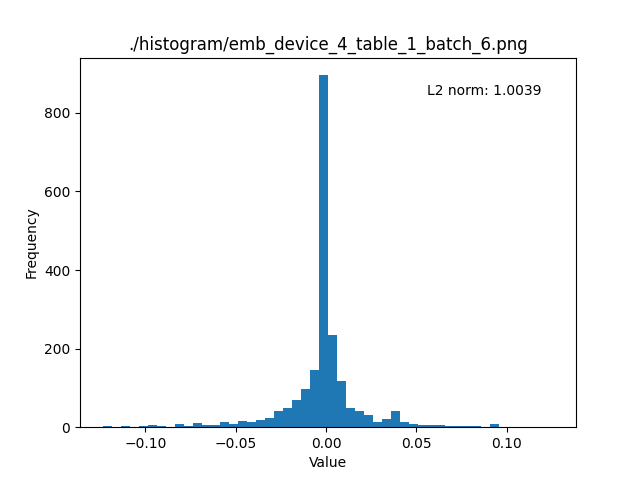 ./histogram/emb_device_4_table_1_batch_6.png
L2 norm: 1.0039
Frequency
800
600
400
200
0
−0.10 −0.05 0.00 0.05 0.10
Value